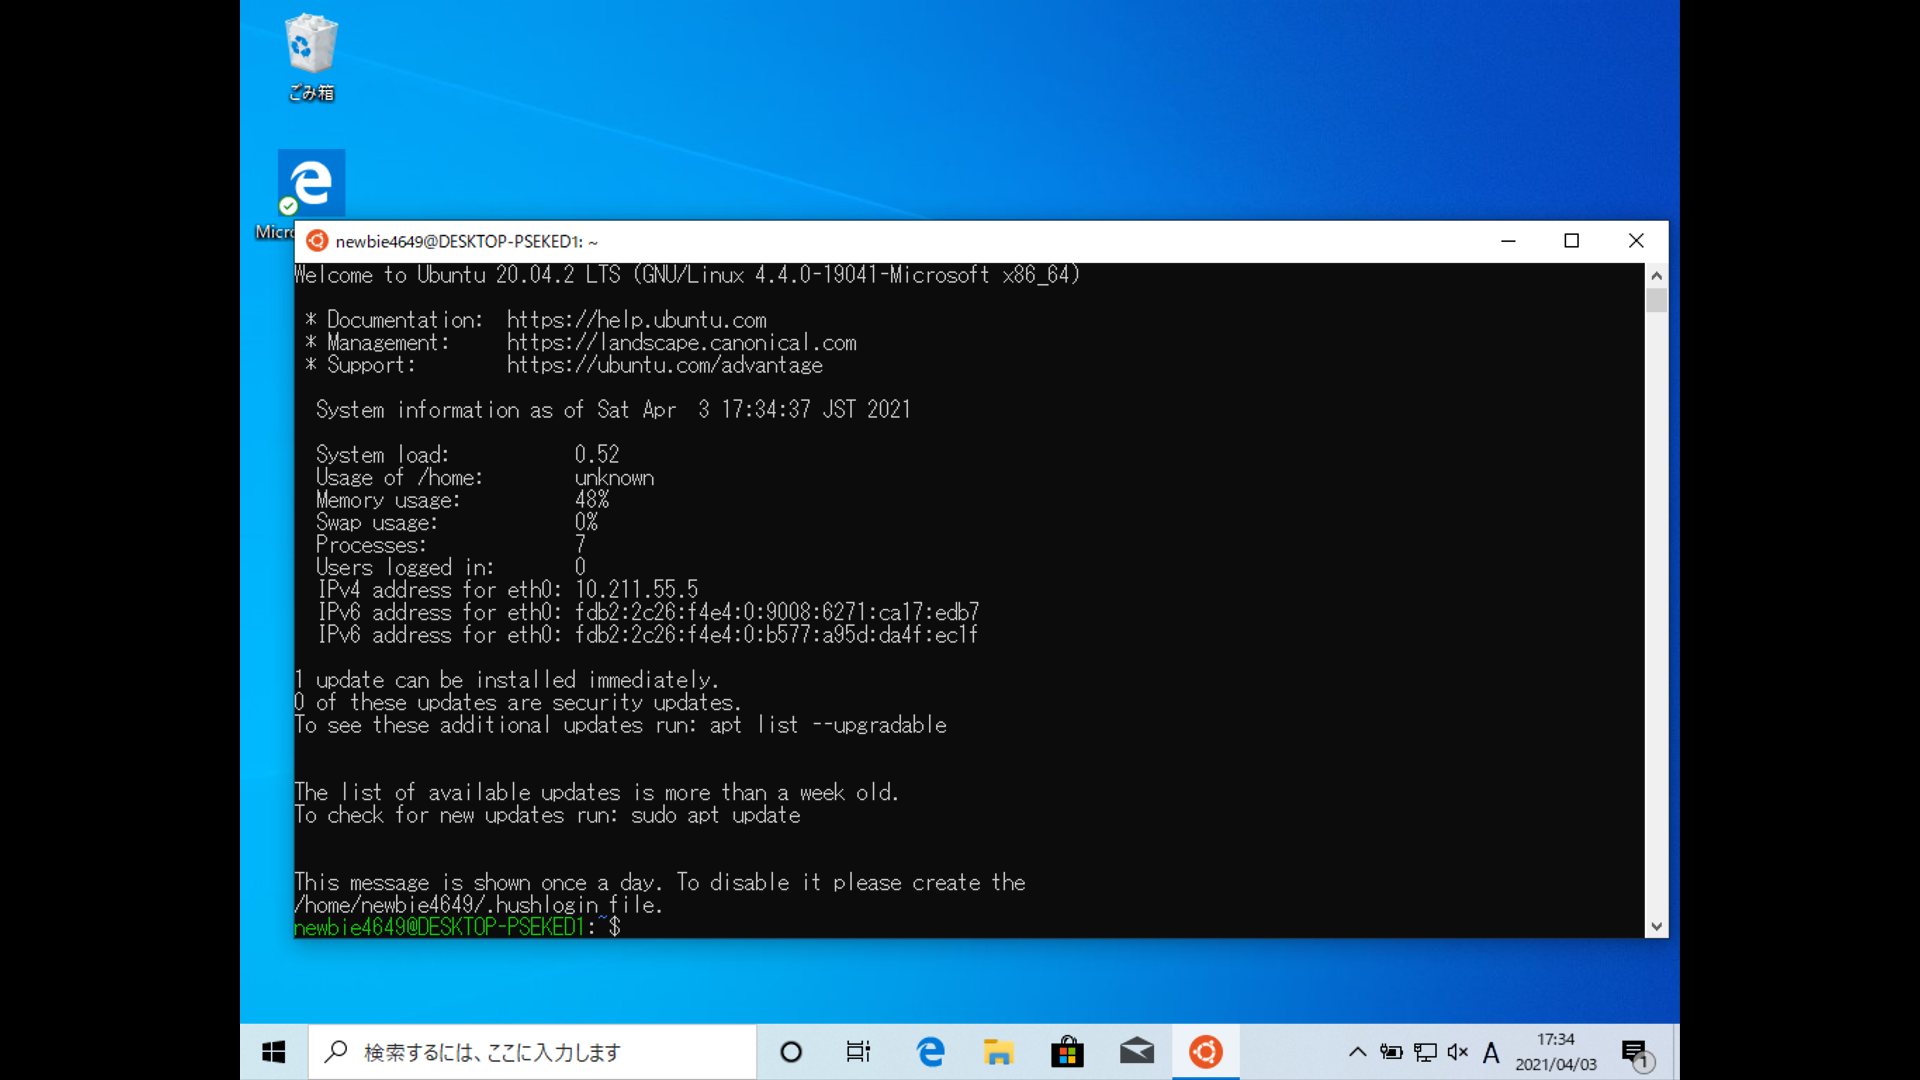 ごみ箱
Micro
newbie4649@DESKTOP-PSEKED1: ~
Welcome to Ubuntu 20.04.2 LTS (GNU/Linux 4.4.0-19041-Microsoft x86_64)
* Documentation:  https://help.ubuntu.com
* Management:     https://landscape.canonical.com
* Support:        https://ubuntu.com/advantage
System information as of Sat Apr  3 17:34:37 JST 2021
System load:           0.52
Usage of /home:        unknown
Memory usage:          48%
Swap usage:            0%
Processes:             7
Users logged in:       0
IPv4 address for eth0: 10.211.55.5
IPv6 address for eth0: fdb2:2c26:f4e4:0:9008:6271:ca17:edb7
IPv6 address for eth0: fdb2:2c26:f4e4:0:b577:a95d:da4f:ec1f
1 update can be installed immediately.
0 of these updates are security updates.
To see these additional updates run: apt list --upgradable
The list of available updates is more than a week old.
To check for new updates run: sudo apt update
This message is shown once a day. To disable it please create the
/home/newbie4649/.hushlogin file.
newbie4649@DESKTOP-PSEKED1:~$
検索するには、ここに入力します
A
17:34
2021/04/03
1